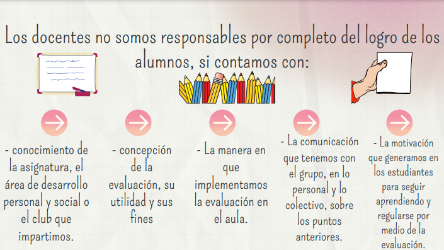 Los docentes no somos responsables por completo del logro de los
alumnos, si contamos con:
- conocimiento de
la asignatura, el
área de desarrollo
personal y social o
el club que
impartimos.
- concepción
de la
evaluación, su
utilidad y sus
fines
- La manera en
que
implementamos
la evaluación en
el aula.
- La comunicación
que tenemos con
el grupo, en lo
personal y lo
colectivo, sobre
los puntos
anteriores.
- La motivación
que generamos en
los estudiantes
para seguir
aprendiendo y
regularse por
medio de la
evaluación.